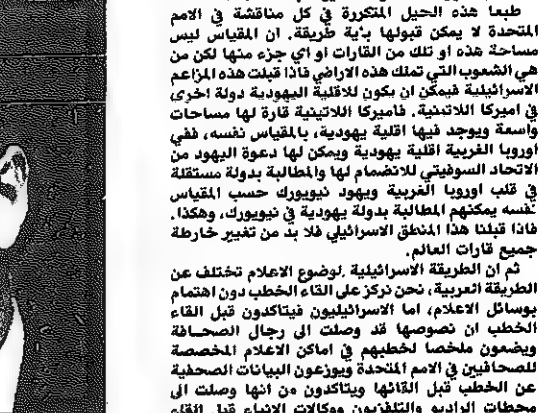 طبعا هذه الحيل المتكررة في كل مناقشة في الامم
المتحدة لا يمكن قبولها بأية طريقة. ان المقياس ليس
مساحة هذه او تلك من القارات او اي جزء منها لكن من
هي الشعوب التي تملك هذه الاراضي فاذا قبلت هذه المزاعم
الاسرائيلية فيمكن ان يكون للاقلية اليهودية دولة اخرى
في اميركا اللاتينية. فأميركا اللاتينية قارة لها مساحات
واسعة ويوجد فيها اقلية يهودية، بالمقياس نفسه، ففي
اوروبا الغربية اقلية يهودية ويمكن لها دعوة اليهود من
الاتحاد السوفيتي للانضمام لها والمطالبة بدولة مستقلة
في قلب اوروبا الغربية ويهود نيويورك حسب المقياس
نفسه يمكنهم المطالبة بدولة يهودية في نيويورك، وهكذا.
فاذا قبلنا هذا المنطق الاسرائيلي فلا بد من تغيير خارطة
جميع قارات العالم.
ثم ان الطريقة الاسرائيلية لوضوع الاعلام تختلف عن
الطريقة العربية، نحن نركز على القاء الخطب دون اهتمام
بوسائل الاعلام، اما الاسرائيليون فيتاكدون قبل القاء
الخطب ان نصوصها قد وصلت الى رجال الصحافة
ويضعون ملخصا لخطبهم في اماكن الاعلام المخصصة
للصحافيين في الامم المتحدة ويوزعون البيانات الصحفية
عن الخطب قبل القائها ويتاكدون من انها وصلت الى
محطات الراديو والتلفزيون ووكالات الانباء قبل القاء